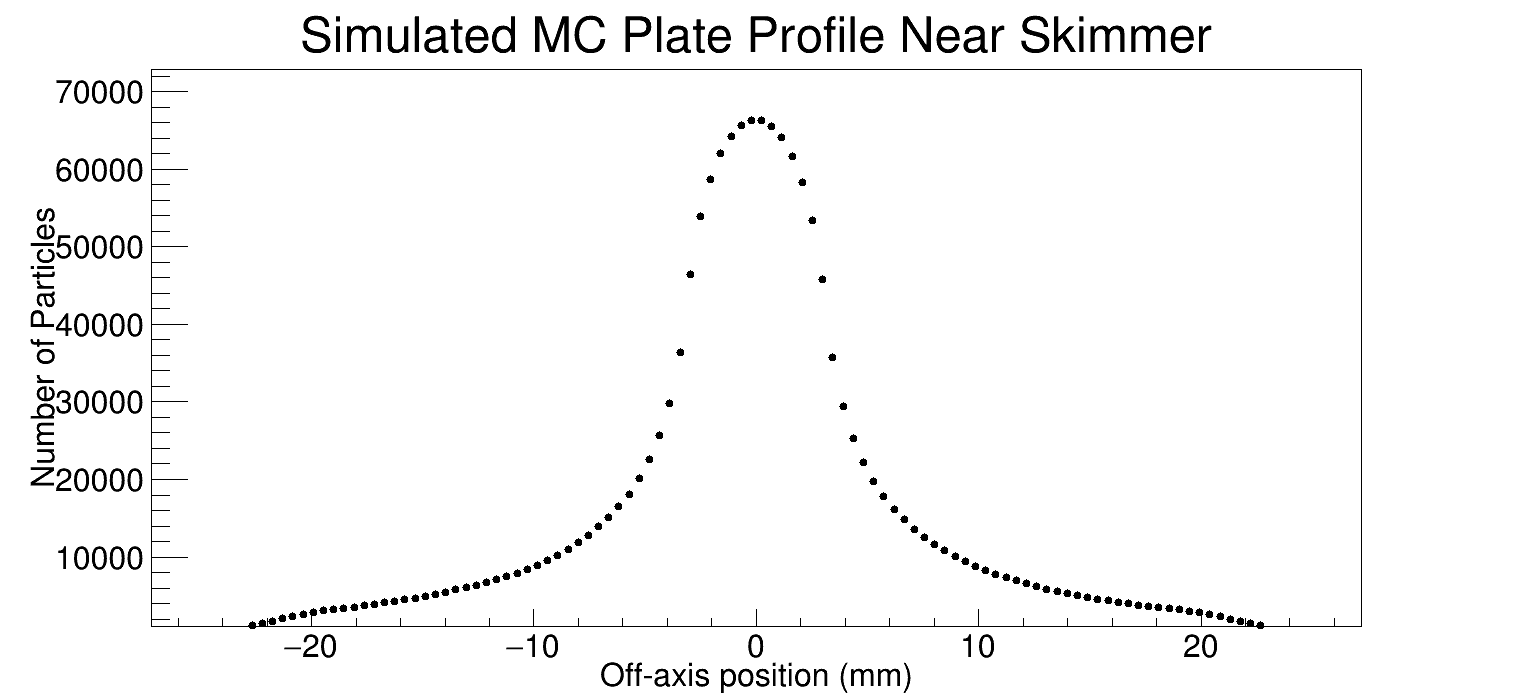 Simulated MC Plate Profile Near Skimmer
70000
60000
50000
40000
30000
20000
10000
Number of Particles
−20 −10 0 10 20
Off-axis position (mm)